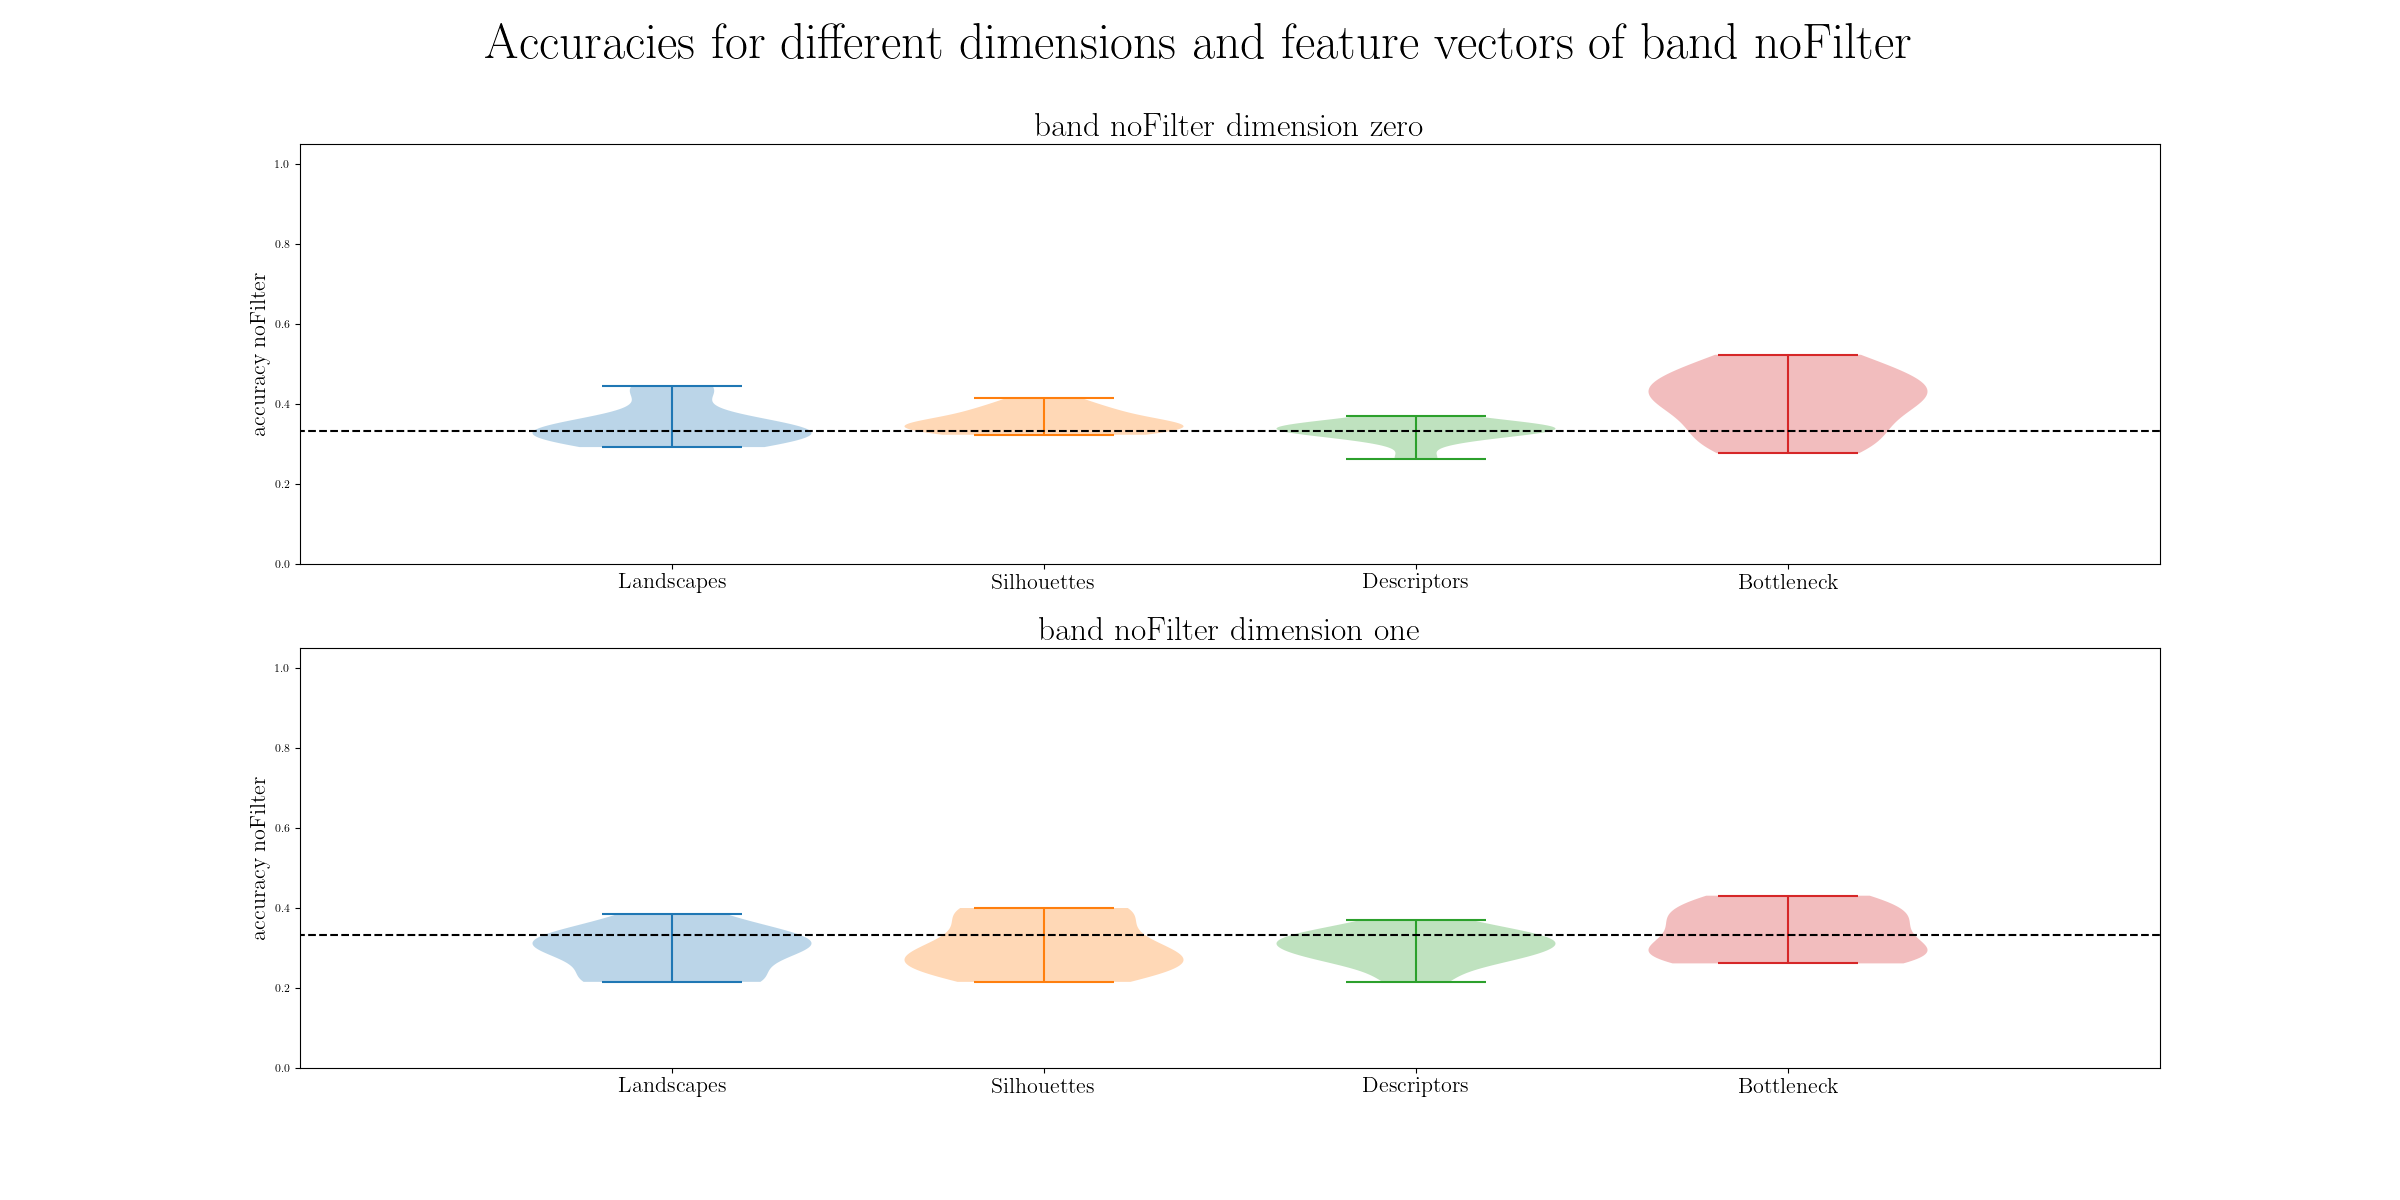 Accuracies for different dimensions and feature vectors of band noFilter
band noFilter dimension zero
accuracy noFilter
1.0
0.8
0.6
0.4
0.2
0.0
Landscapes Silhouettes Descriptors Bottleneck
band noFilter dimension one
accuracy noFilter
1.0
0.8
0.6
0.4
0.2
0.0
Landscapes Silhouettes Descriptors Bottleneck